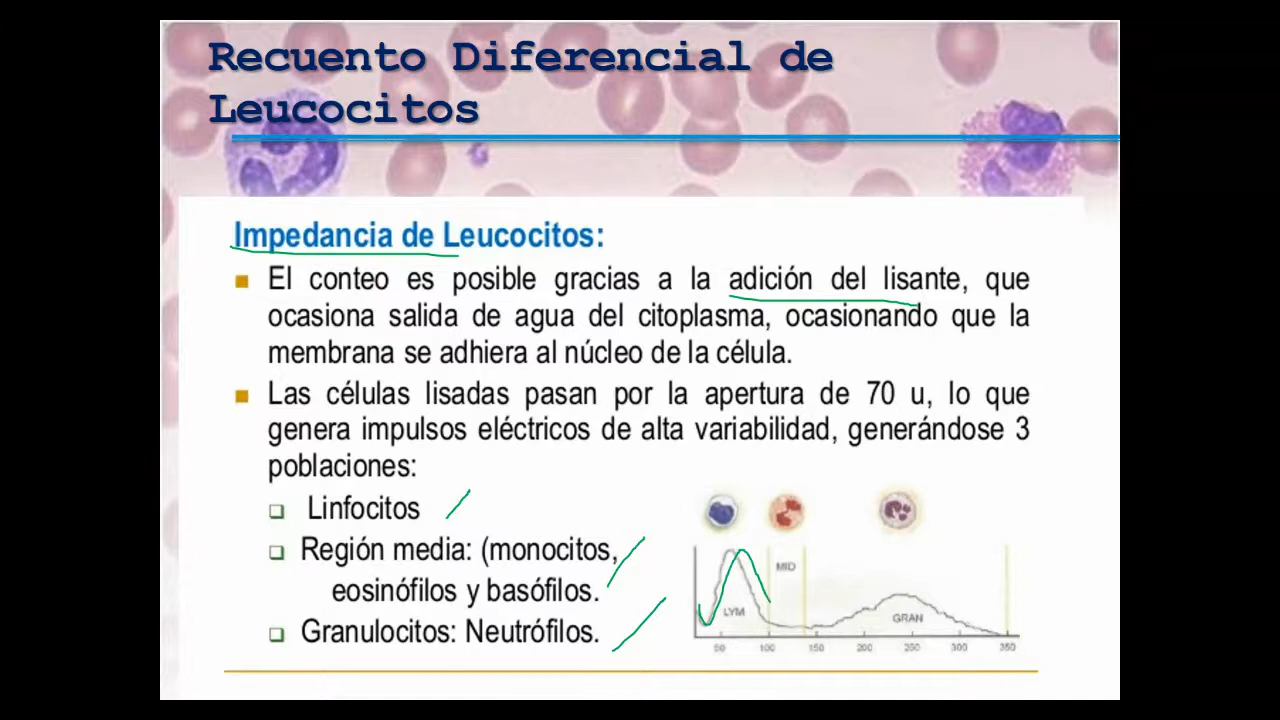 Recuento Diferencial de
Leucocitos
Impedancia de Leucocitos:
El conteo es posible gracias a la adición del lisante, que
ocasiona salida de agua del citoplasma, ocasionando que la
membrana se adhiera al núcleo de la célula.
Las células lisadas pasan por la apertura de 70 u, lo que
genera impulsos eléctricos de alta variabilidad, generándose 3
poblaciones:
Linfocitos
Región media: (monocitos,
eosinófilos y basófilos.
Granulocitos: Neutrófilos.
MID
LYM
GRAN
50 100 150 200 250 300 350